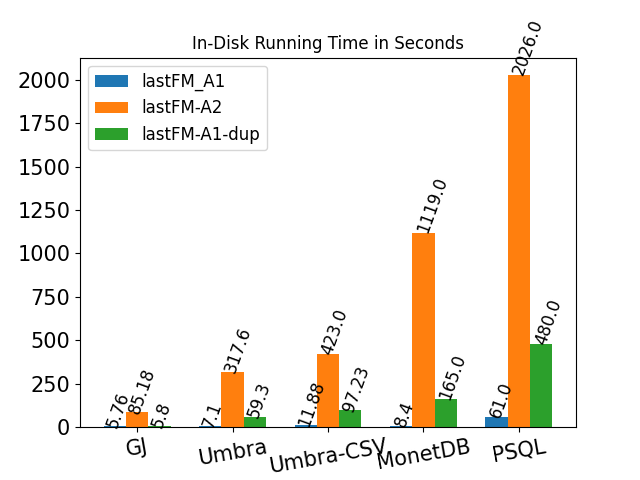 In-Disk Running Time in Seconds
lastFM_A1
lastFM-A2
lastFM-A1-dup
2000
1750
1500
1250
1000
750
500
250
0
5.76
85.18
5.8
7.1
317.6
59.3
11.88
423.0
97.23
8.4
1119.0
165.0
61.0
2026.0
480.0
GJ
Umbra
Umbra-CSV
MonetDB
PSQL